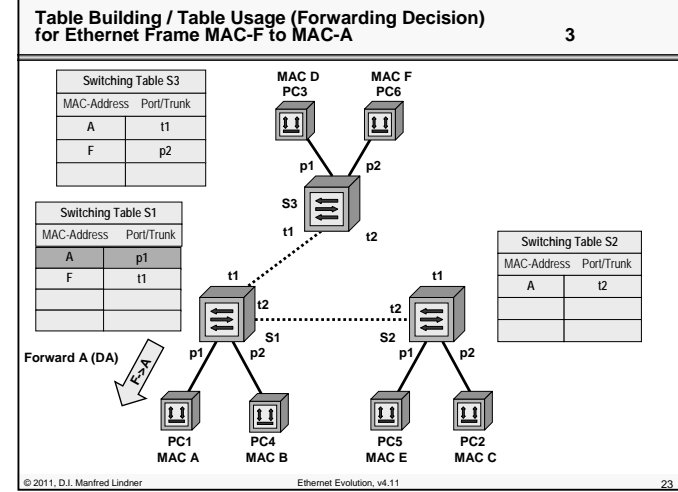 Table Building / Table Usage (Forwarding Decision)
for Ethernet Frame MAC-F to MAC-A 3
Switching Table S3
MAC-Address Port/Trunk
A t1
F p2
MAC D
PC3
MAC F
PC6
p1 p2
S3
t1 t2
Switching Table S1
MAC-Address Port/Trunk
A p1
F t1
Switching Table S2
MAC-Address Port/Trunk
A t2
t1
t2
S1
p1 p2
t1
t2
S2
p1 p2
Forward A (DA)
F->A
PC1
MAC A
PC4
MAC B
PC5
MAC E
PC2
MAC C
© 2011, D.I. Manfred Lindner Ethernet Evolution, v4.11 23